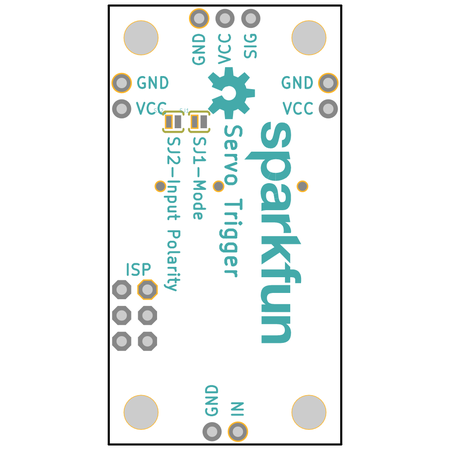 GND
VCC
SIG
GND
GND
VCC
VCC
SJ2-Input Polarity
SJ1-Mode
Servo Trigger
sparkfun
ISP
GND
IN